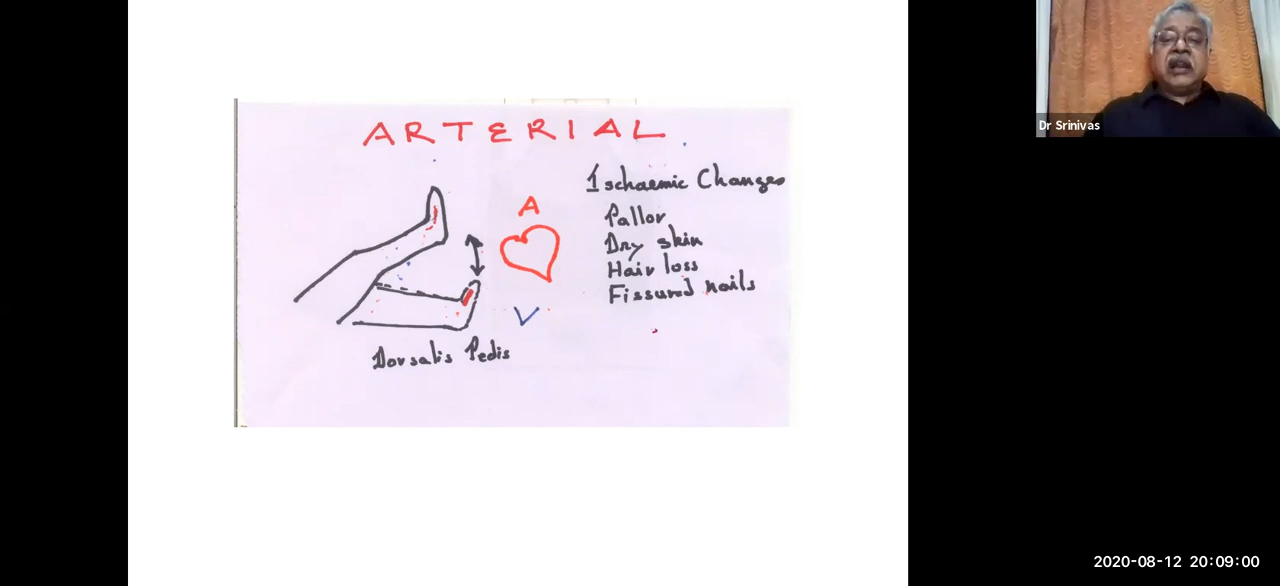 ARTERIAL
Ischaemic Changes
A
Pallor
Dry skin
Hair loss
Fissured nails
V
Dorsalis Pedis
Dr Srinivas
2020-08-12 20:09:00